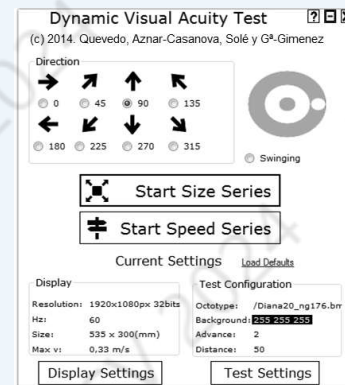 Dynamic Visual Acuity Test
(c) 2014. Quevedo, Aznar-Casanova, Solé y Gª-Gimenez
Direction
0 45 90 135
180 225 270 315
Swinging
Start Size Series
Start Speed Series
Current Settings Load Defaults
Display
Resolution: 1920x1080px 32bits
Hz: 60
Size: 535 x 300(mm)
Max v: 0,33 m/s
Test Configuration
Octotype: /Diana20_ng176.bm
Background: 255 255 255
Advance: 2
Distance: 50
Display Settings Test Settings
2024